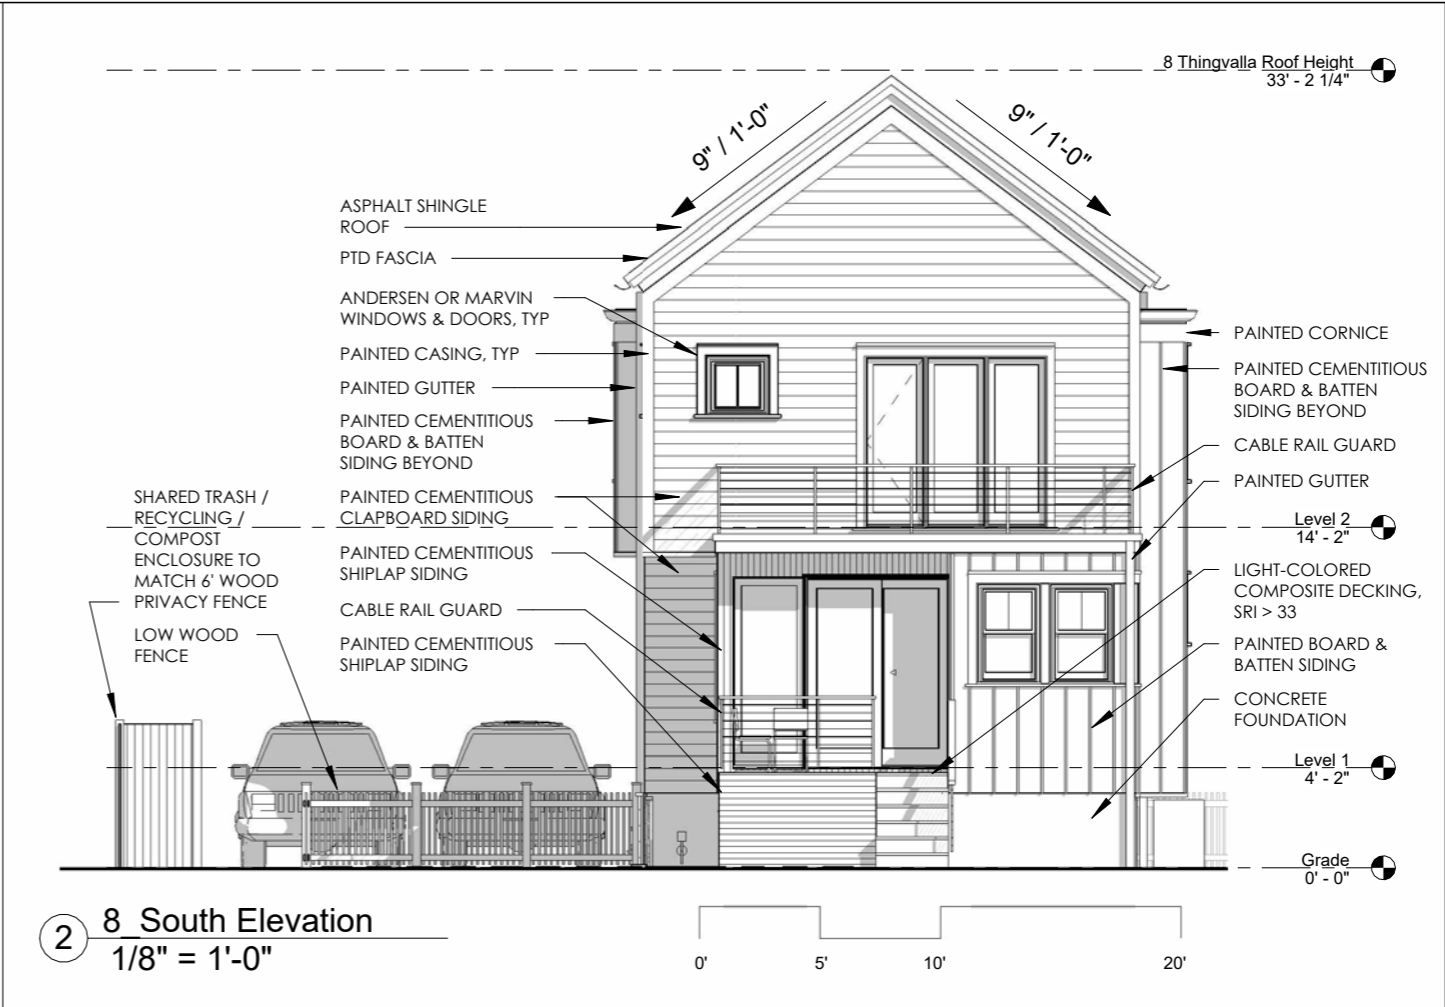 8 Thingvalla Roof Height
33' - 2 1/4"
9" / 1'-0"
9" / 1'-0"
ASPHALT SHINGLE
ROOF
PTD FASCIA
ANDERSEN OR MARVIN
WINDOWS & DOORS, TYP
PAINTED CASING, TYP
PAINTED GUTTER
PAINTED CEMENTITIOUS
BOARD & BATTEN
SIDING BEYOND
PAINTED CEMENTITIOUS
CLAPBOARD SIDING
PAINTED CEMENTITIOUS
SHIPLAP SIDING
CABLE RAIL GUARD
PAINTED CEMENTITIOUS
SHIPLAP SIDING
SHARED TRASH /
RECYCLING /
COMPOST
ENCLOSURE TO
MATCH 6' WOOD
PRIVACY FENCE
LOW WOOD
FENCE
PAINTED CORNICE
PAINTED CEMENTITIOUS
BOARD & BATTEN
SIDING BEYOND
CABLE RAIL GUARD
PAINTED GUTTER
Level 2
14' - 2"
LIGHT-COLORED
COMPOSITE DECKING,
SRI > 33
PAINTED BOARD &
BATTEN SIDING
CONCRETE
FOUNDATION
Level 1
4' - 2"
Grade
0' - 0"
2
8_South Elevation
1/8" = 1'-0"
0' 5' 10' 20'